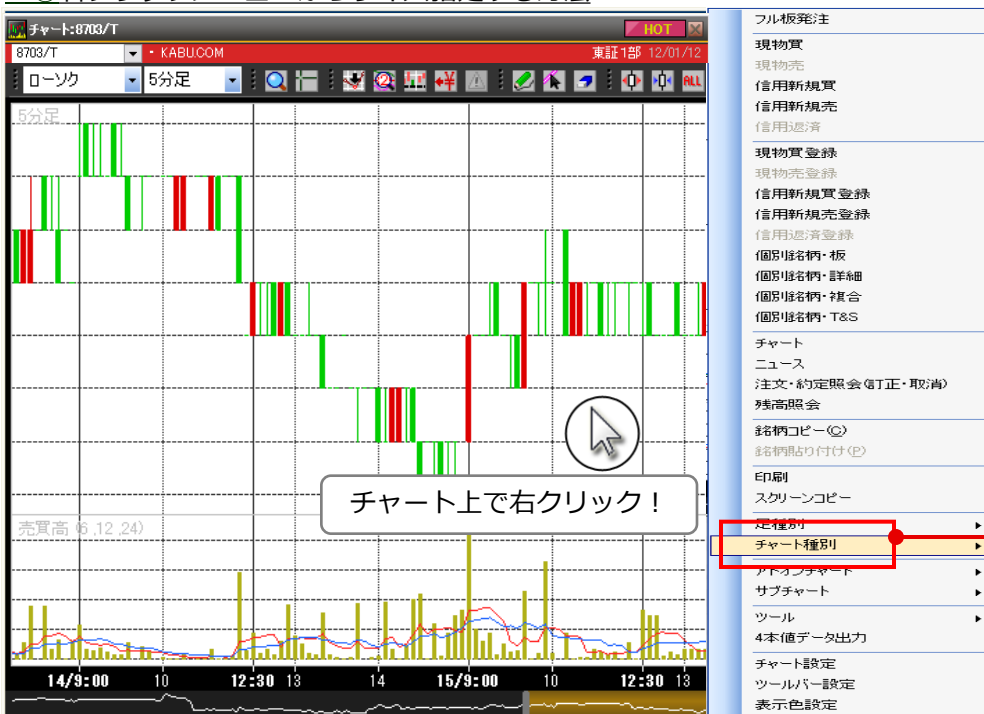 チャート:8703/T
HOT
8703/T ・KABU.COM 東証1部 12/01/12
ローソク 5分足
ALL
5分足
チャート上で右クリック！
売買高 (6 ,12 ,24)
14/9:00 10 12:30 13 14 15/9:00 10 12:30 13
フル板発注
現物買
現物売
信用新規買
信用新規売
信用返済
現物買登録
現物売登録
信用新規買登録
信用新規売登録
信用返済登録
個別銘柄・板
個別銘柄・詳細
個別銘柄・複合
個別銘柄・T&S
チャート
ニュース
注文・約定照会(訂正・取消)
残高照会
銘柄コピー(C)
銘柄貼り付け(P)
印刷
スクリーンコピー
足種別
チャート種別
アドオンチャート
サブチャート
ツール
4本値データ出力
チャート設定
ツールバー設定
表示色設定